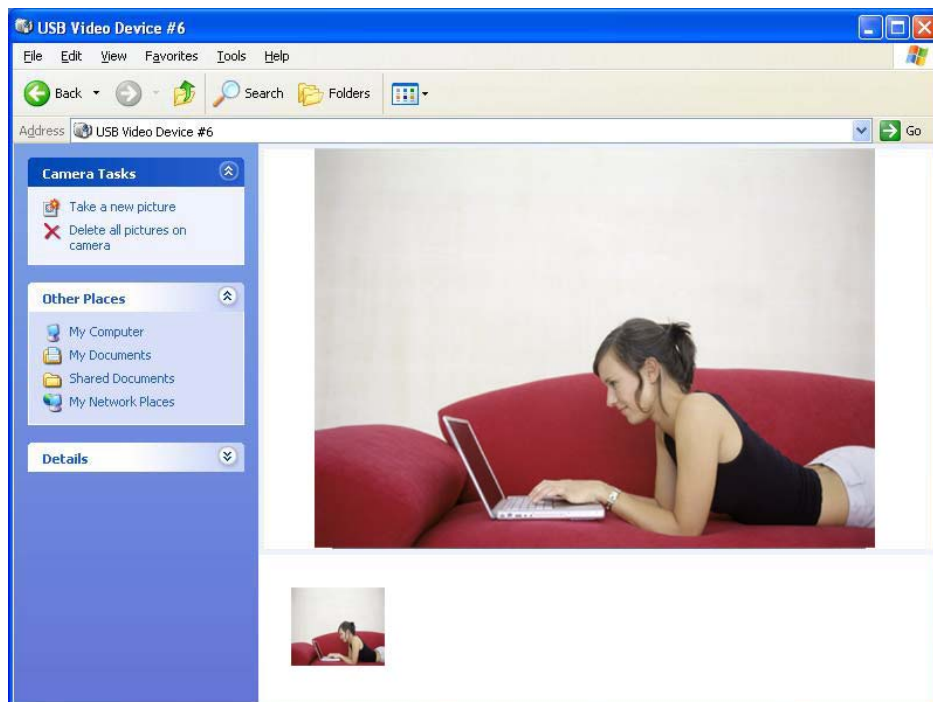 USB Video Device #6
File Edit View Favorites Tools Help
Back Search Folders
Address USB Video Device #6 Go
Camera Tasks
Take a new picture
Delete all pictures on
camera
Other Places
My Computer
My Documents
Shared Documents
My Network Places
Details